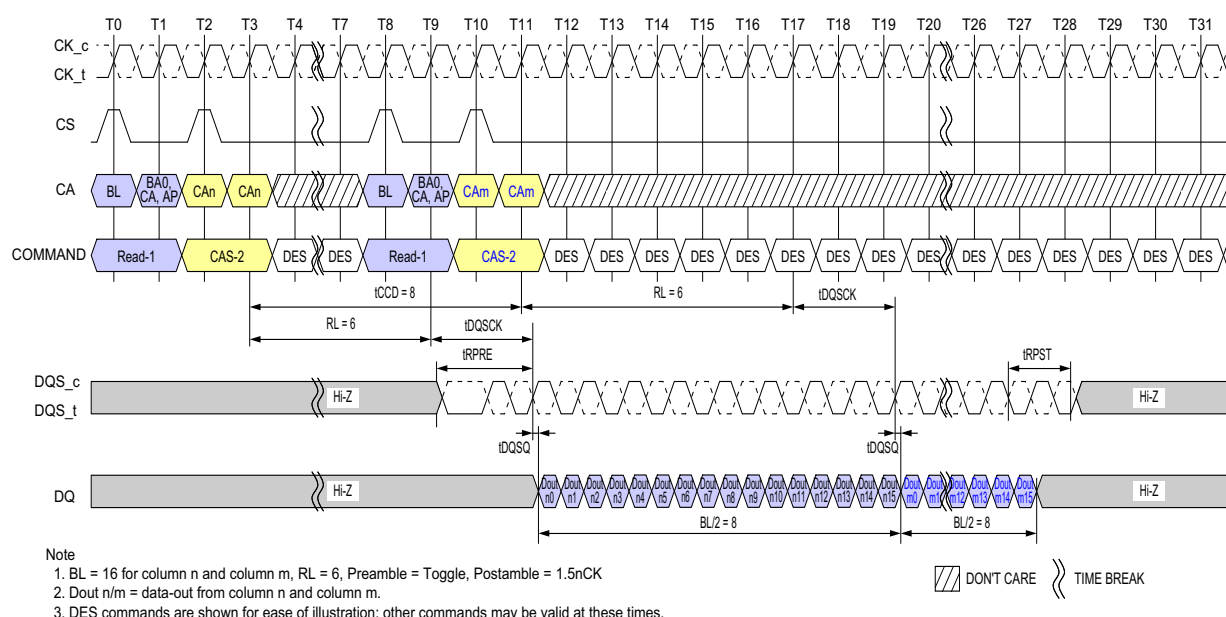 T0 T1 T2 T3 T4 T7 T8 T9 T10 T11 T12 T13 T14 T15 T16 T17 T18 T19 T20 T26 T27 T28 T29 T30 T31
CK_c
CK_t
CS
CA BL BA0, CA, AP CAn CAn BL BA0, CA, AP CAm CAm
COMMAND Read-1 CAS-2 DES DES Read-1 CAS-2 DES DES DES DES DES DES DES DES DES DES DES DES DES DES DES
tCCD = 8 RL = 6 tDQSCK
RL = 6 tDQSCK
tRPRE tRPST
DQS_c
DQS_t
Hi-Z Hi-Z
tDQSQ tDQSQ
DQ Hi-Z Dout n0 Dout n1 Dout n2 Dout n3 Dout n4 Dout n5 Dout n6 Dout n7 Dout n8 Dout n9 Dout n10 Dout n11 Dout n12 Dout n13 Dout n14 Dout n15 Dout m0 Dout m1 Dout m12 Dout m13 Dout m14 Dout m15 Hi-Z
BL/2 = 8 BL/2 = 8
Note
1. BL = 16 for column n and column m, RL = 6, Preamble = Toggle, Postamble = 1.5nCK
2. Dout n/m = data-out from column n and column m.
3. DES commands are shown for ease of illustration; other commands may be valid at these times.
DON'T CARE TIME BREAK